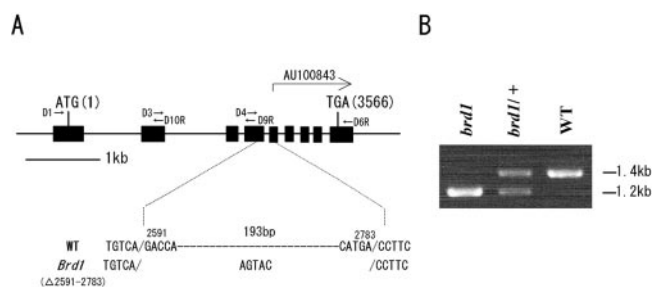 A
B
AU100843
ATG(1)
TGA(3566)
D1→
D3→
←D10R
D4→
←D9R
←D6R
1kb
brd1
brd1/+
WT
1.4kb
1.2kb
2591
193bp
2783
WT TGTCA/GACCA CATGA/CCTTC
Brd1 TGTCA/ AGTAC /CCTTC
(△2591-2783)